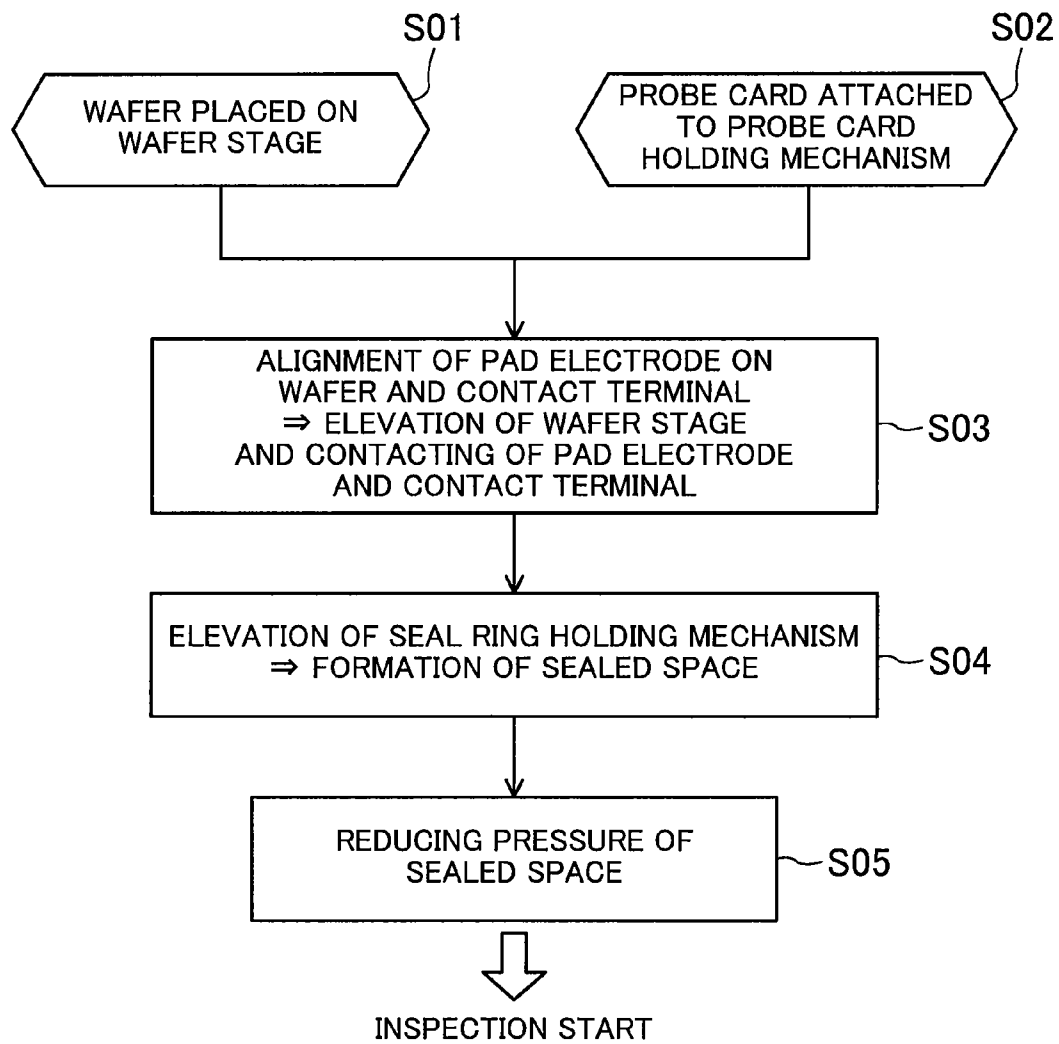 S01
S02
WAFER PLACED ON
WAFER STAGE
PROBE CARD ATTACHED
TO PROBE CARD
HOLDING MECHANISM
ALIGNMENT OF PAD ELECTRODE ON
WAFER AND CONTACT TERMINAL
⇒ ELEVATION OF WAFER STAGE
AND CONTACTING OF PAD ELECTRODE
AND CONTACT TERMINAL
S03
ELEVATION OF SEAL RING HOLDING MECHANISM
⇒ FORMATION OF SEALED SPACE
S04
REDUCING PRESSURE OF
SEALED SPACE
S05
INSPECTION START